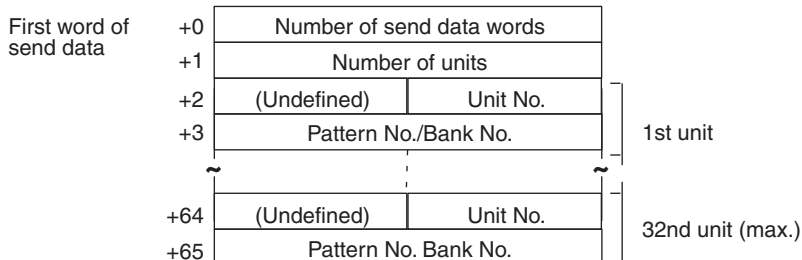 First word of
send data
+0 Number of send data words
+1 Number of units
+2 (Undefined) Unit No.
+3 Pattern No./Bank No.
1st unit
~ ~
+64 (Undefined) Unit No.
+65 Pattern No. Bank No.
32nd unit (max.)